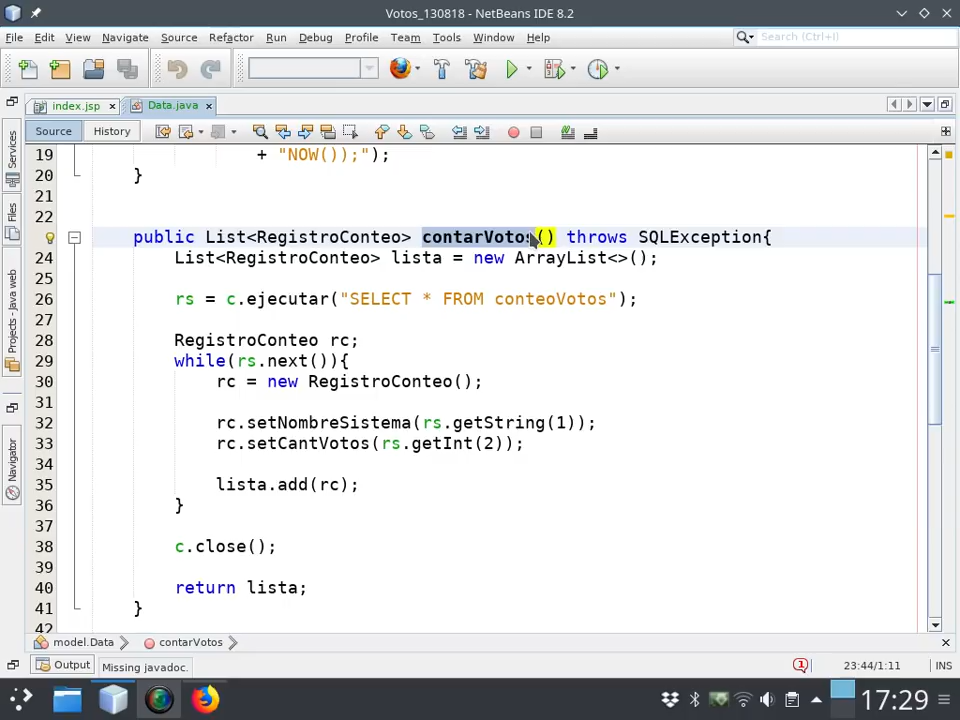 Votos_130818 - NetBeans IDE 8.2
File Edit View Navigate Source Refactor Run Debug Profile Team Tools Window Help
Search (Ctrl+I)
index.jsp
Data.java
Source History
Services
Files
Projects - Java web
Navigator
19 + "NOW());");
20 }
21
22
public List<RegistroConteo> contarVotos() throws SQLException{
24 List<RegistroConteo> lista = new ArrayList<>();
25
26 rs = c.ejecutar("SELECT * FROM conteoVotos");
27
28 RegistroConteo rc;
29 while(rs.next()){
30 rc = new RegistroConteo();
31
32 rc.setNombreSistema(rs.getString(1));
33 rc.setCantVotos(rs.getInt(2));
34
35 lista.add(rc);
36 }
37
38 c.close();
39
40 return lista;
41 }
42
model.Data contarVotos
Output Missing javadoc. 1 23:44/1:11 INS
17:29